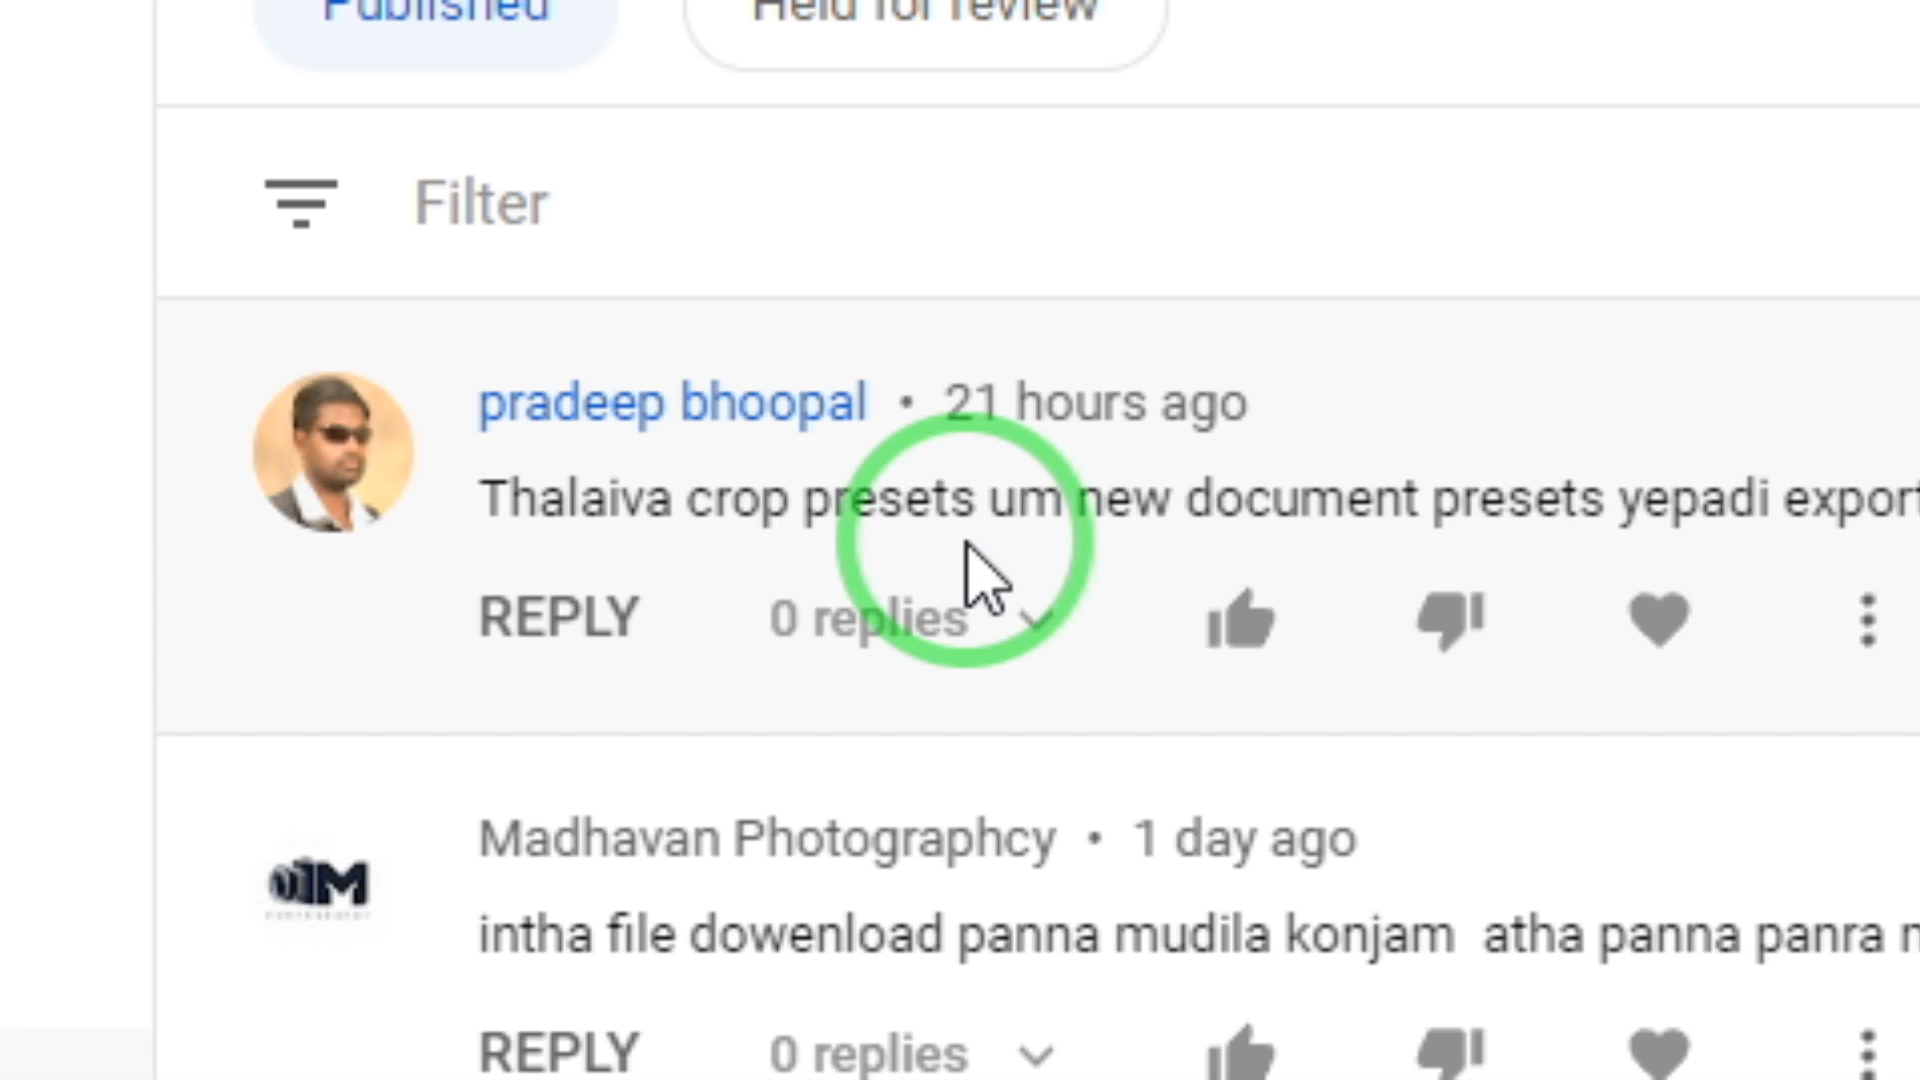 Published
Held for review
Filter
pradeep bhoopal • 21 hours ago
Thalaiva crop presets um new document presets yepadi export
REPLY 0 replies
Madhavan Photographcy • 1 day ago
intha file dowenload panna mudila konjam atha panna panra
REPLY 0 replies